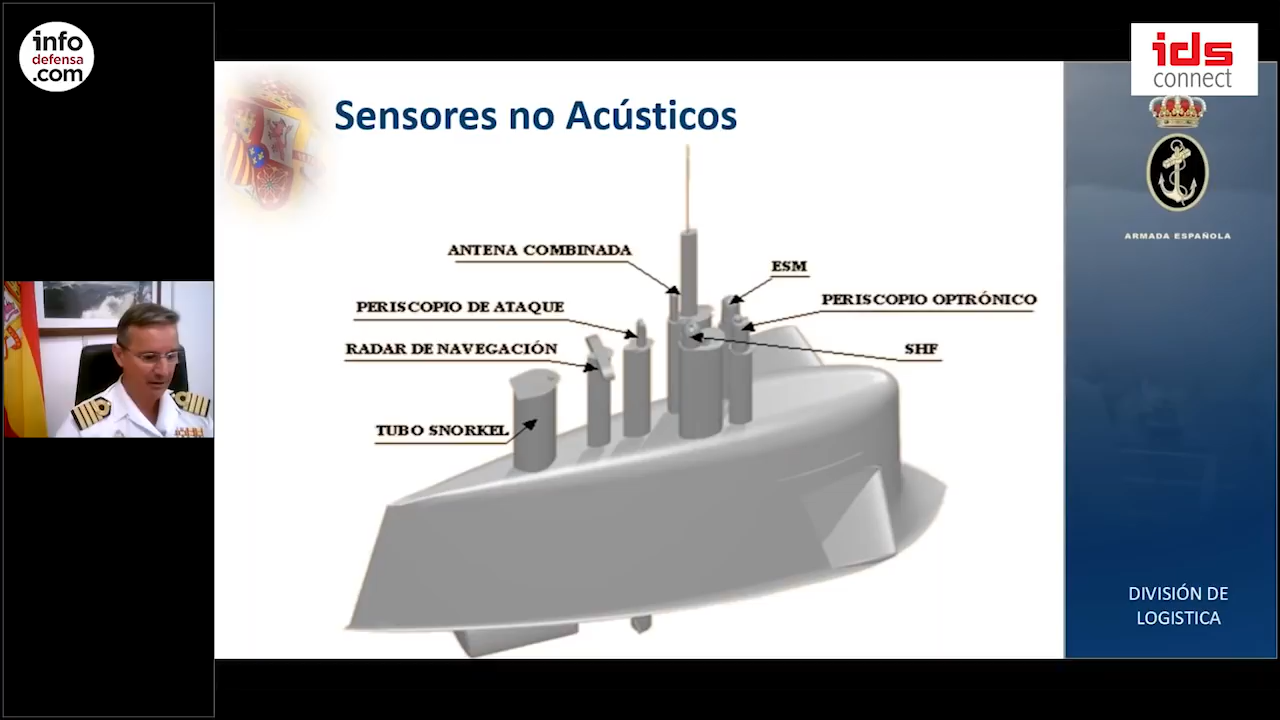 info
defensa
.com
ids
connect
Sensores no Acústicos
ARMADA ESPAÑOLA
ANTENA COMBINADA
ESM
PERISCOPIO DE ATAQUE
PERISCOPIO OPTRÓNICO
RADAR DE NAVEGACIÓN
SHF
TUBO SNORKEL
DIVISIÓN DE
LOGISTICA